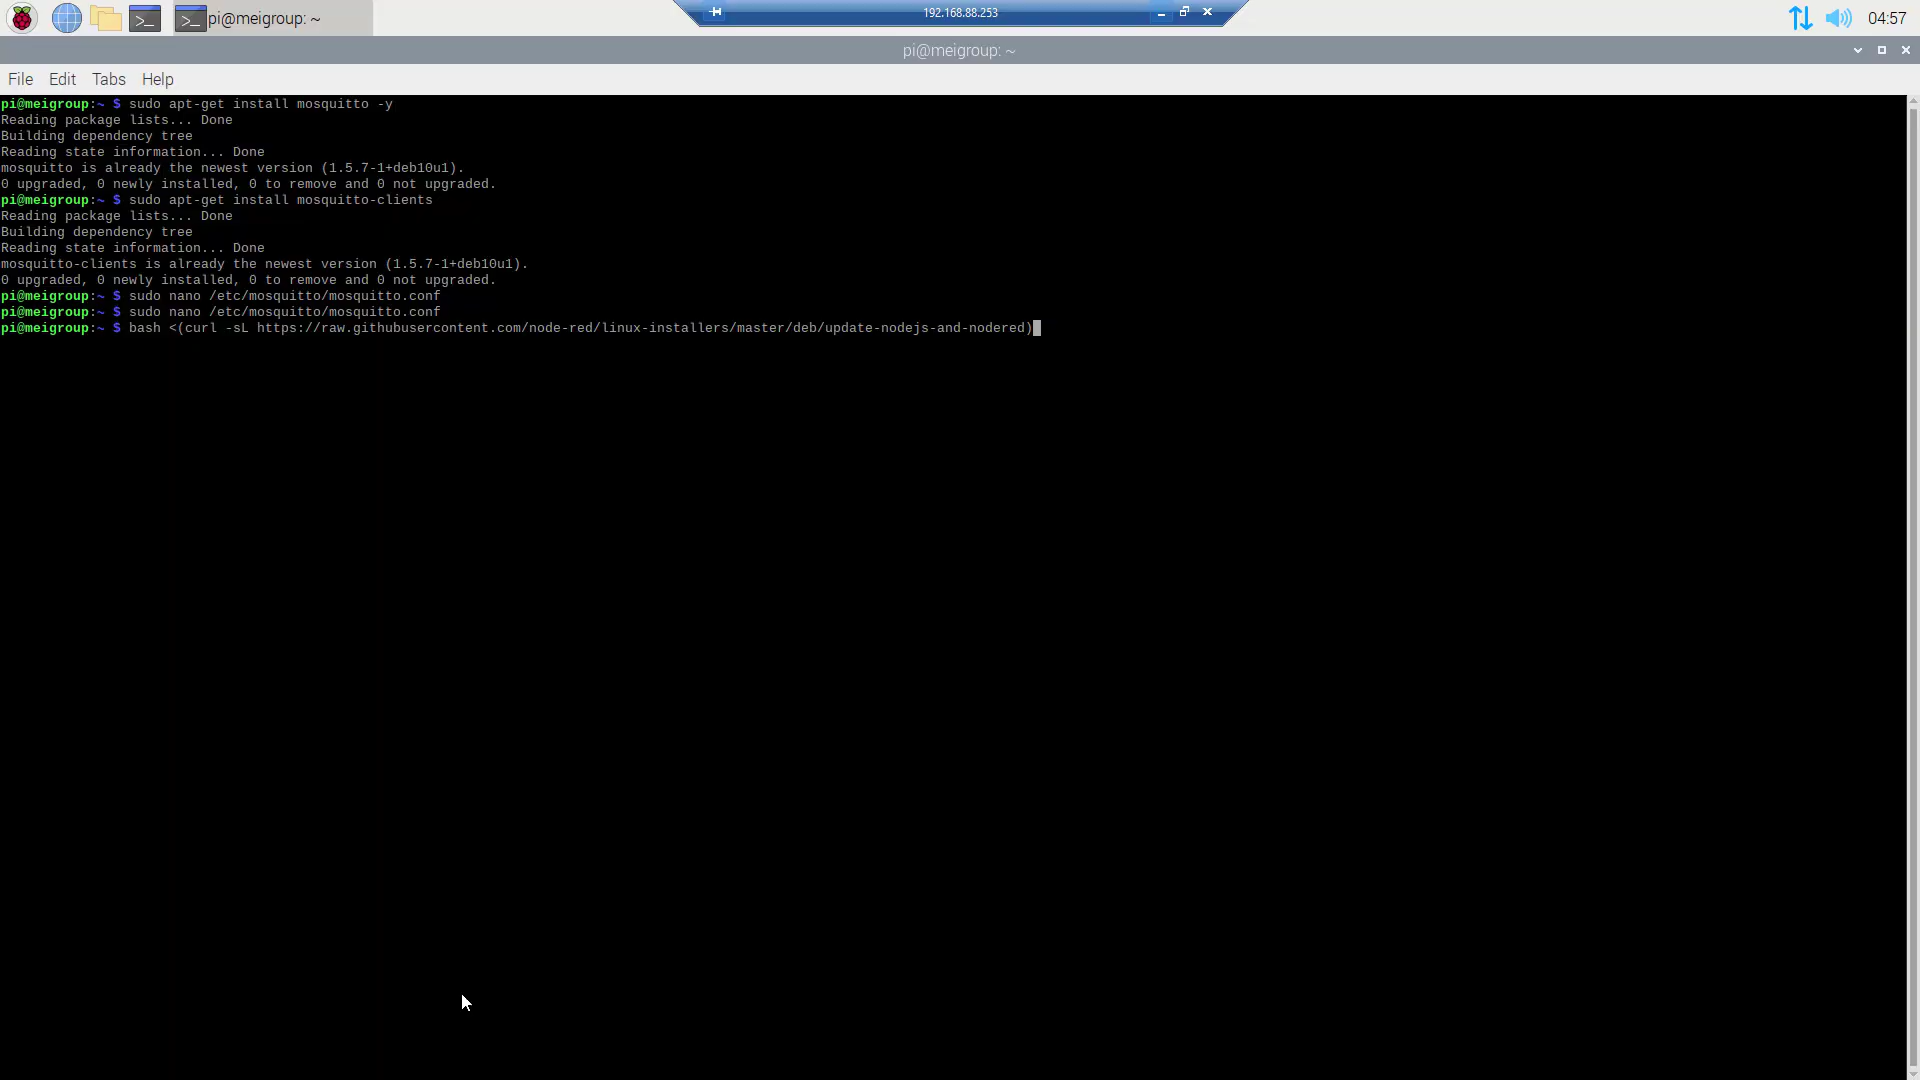 pi@meigroup: ~
192.168.88.253
04:57
pi@meigroup: ~
File Edit Tabs Help
pi@meigroup:~ $ sudo apt-get install mosquitto -y
Reading package lists... Done
Building dependency tree
Reading state information... Done
mosquitto is already the newest version (1.5.7-1+deb10u1).
0 upgraded, 0 newly installed, 0 to remove and 0 not upgraded.
pi@meigroup:~ $ sudo apt-get install mosquitto-clients
Reading package lists... Done
Building dependency tree
Reading state information... Done
mosquitto-clients is already the newest version (1.5.7-1+deb10u1).
0 upgraded, 0 newly installed, 0 to remove and 0 not upgraded.
pi@meigroup:~ $ sudo nano /etc/mosquitto/mosquitto.conf
pi@meigroup:~ $ sudo nano /etc/mosquitto/mosquitto.conf
pi@meigroup:~ $ bash <(curl -sL https://raw.githubusercontent.com/node-red/linux-installers/master/deb/update-nodejs-and-nodered)